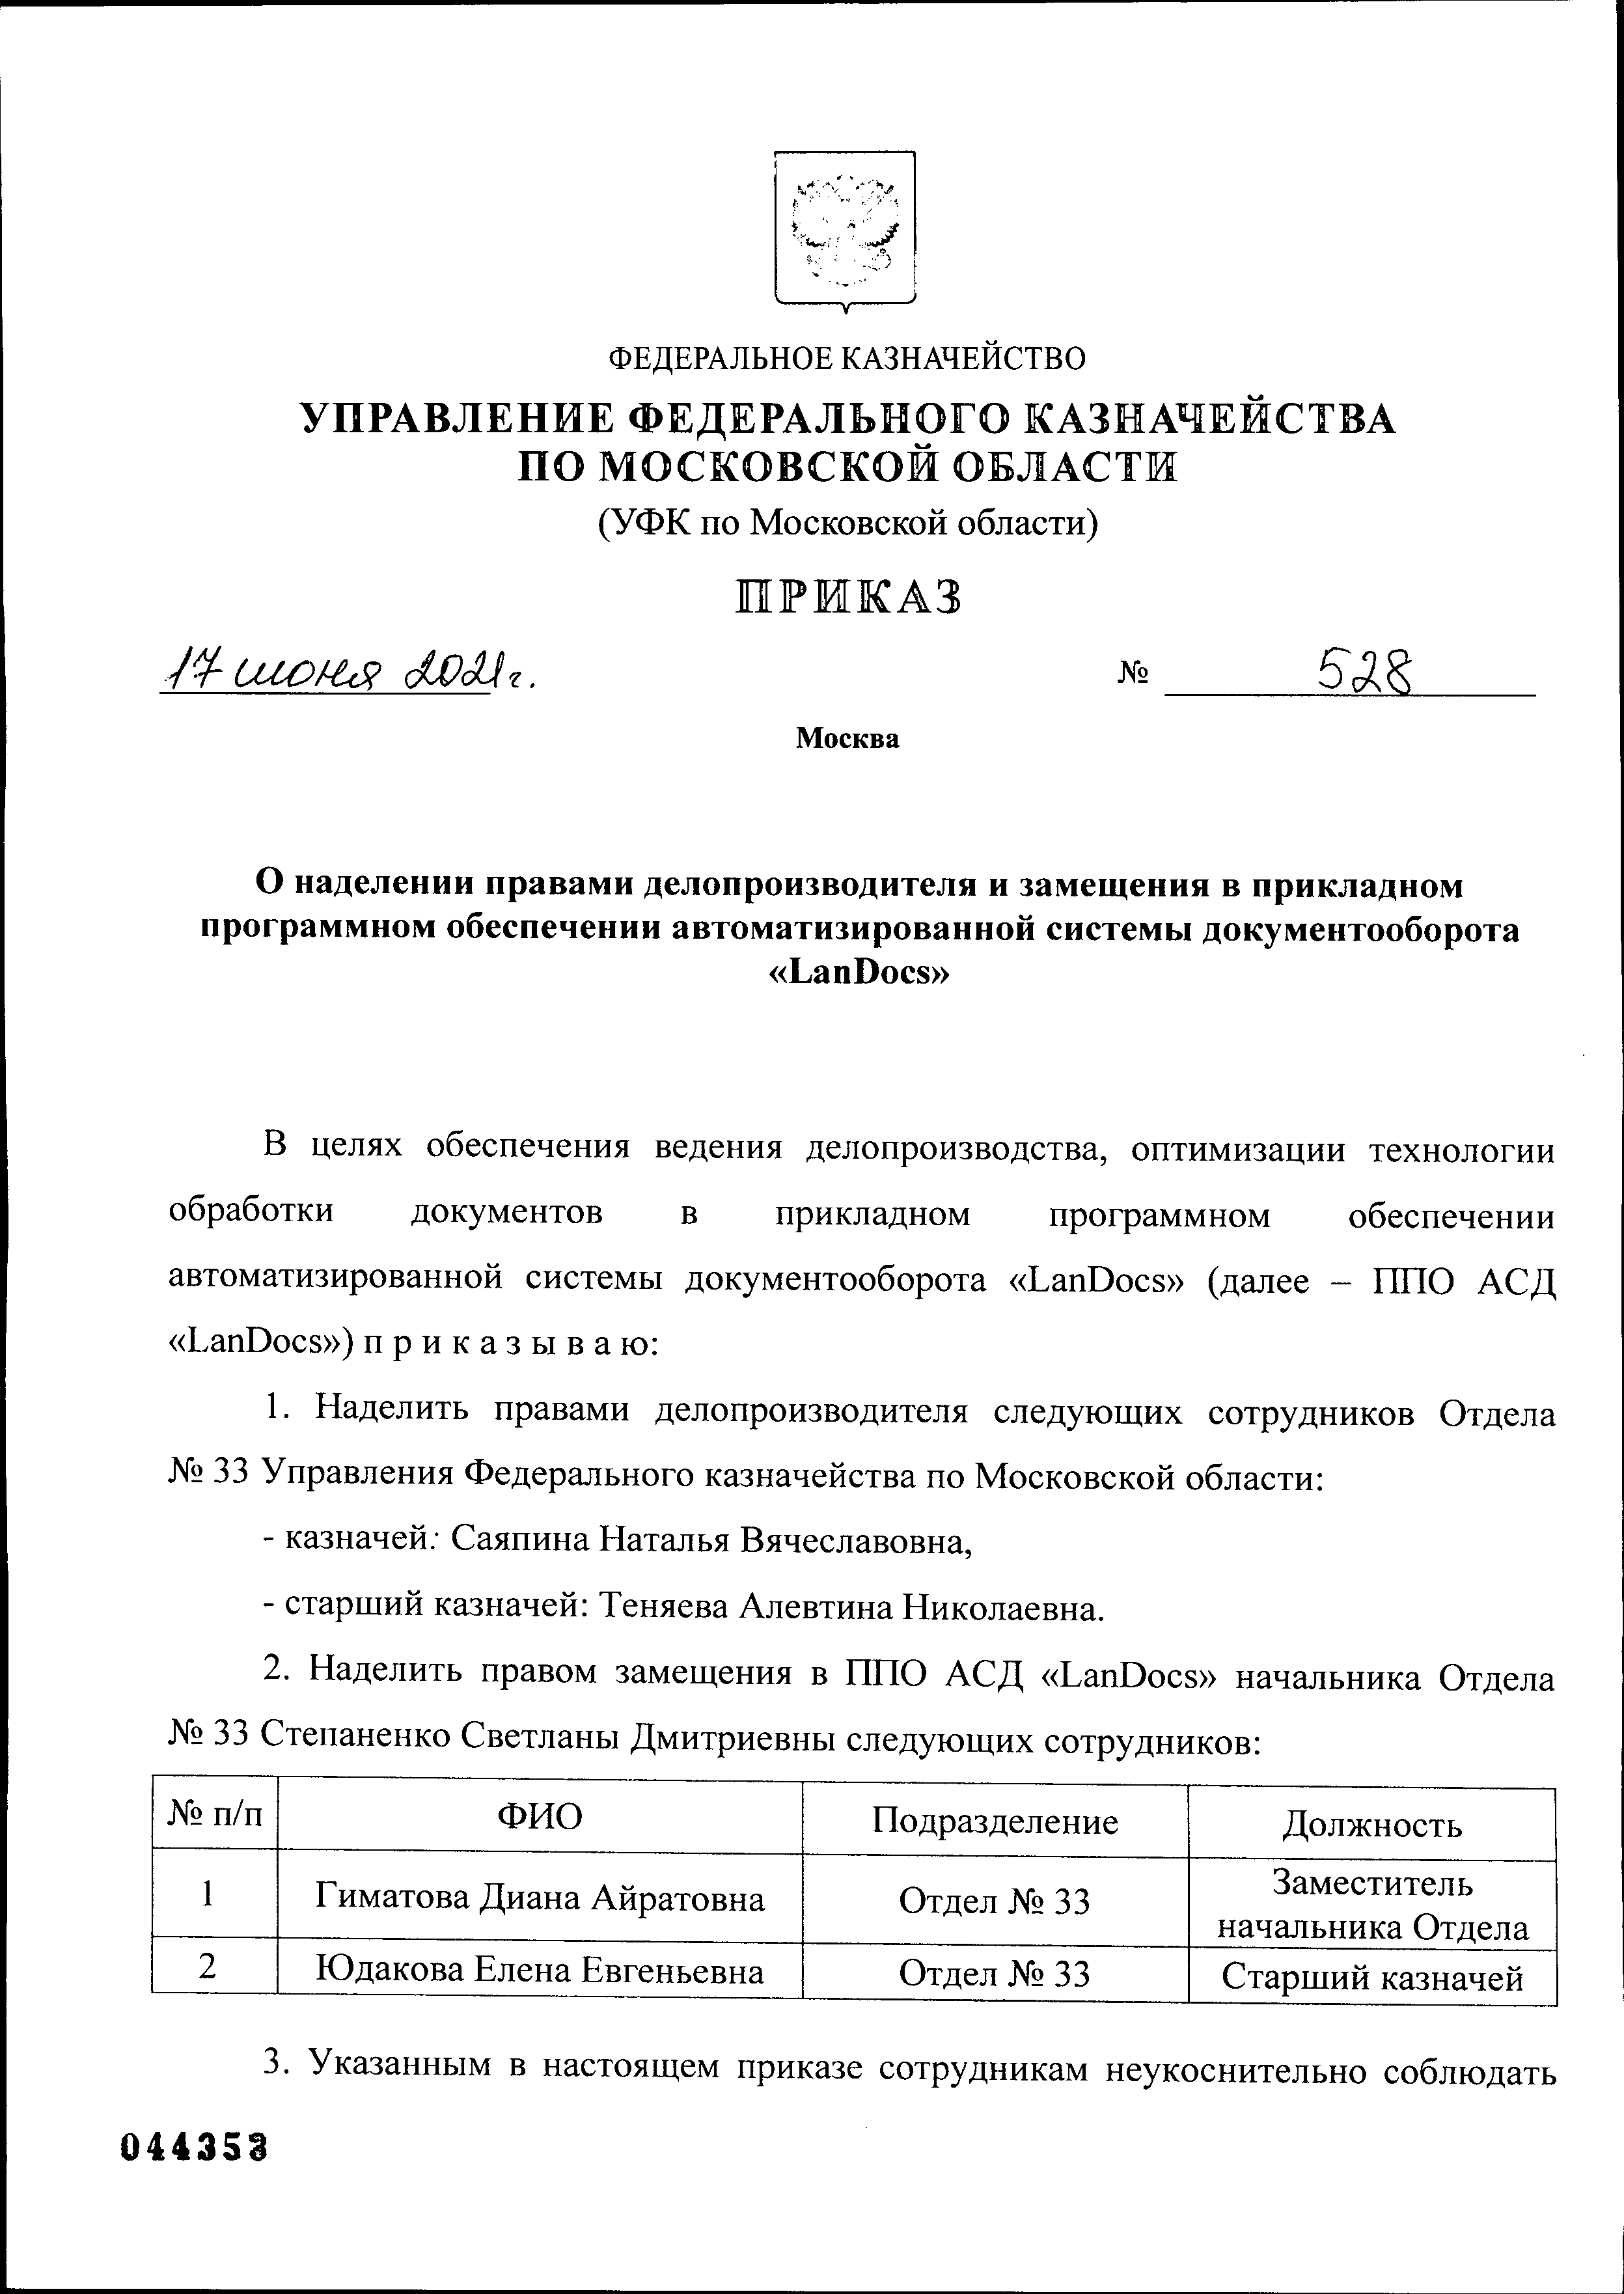 ФЕДЕРАЛЬНОЕ КАЗНАЧЕЙСТВО
УПРАВЛЕНИЕ ФЕДЕРАЛЬНОГО КАЗНАЧЕЙСТВА
ПО МОСКОВСКОЙ ОБЛАСТИ
(УФК по Московской области)
ПРИКАЗ
17 июня 2021г. № 528
Москва
О наделении правами делопроизводителя и замещения в прикладном
программном обеспечении автоматизированной системы документооборота
«LanDocs»
В целях обеспечения ведения делопроизводства, оптимизации технологии
обработки документов в прикладном программном обеспечении
автоматизированной системы документооборота «LanDocs» (далее – ППО АСД
«LanDocs») п р и к а з ы в а ю:
1. Наделить правами делопроизводителя следующих сотрудников Отдела
№ 33 Управления Федерального казначейства по Московской области:
- казначей: Саяпина Наталья Вячеславовна,
- старший казначей: Теняева Алевтина Николаевна.
2. Наделить правом замещения в ППО АСД «LanDocs» начальника Отдела
№ 33 Степаненко Светланы Дмитриевны следующих сотрудников:
№ п/п ФИО Подразделение Должность
1 Гиматова Диана Айратовна Отдел № 33 Заместитель
начальника Отдела
2 Юдакова Елена Евгеньевна Отдел № 33 Старший казначей
3. Указанным в настоящем приказе сотрудникам неукоснительно соблюдать
044353